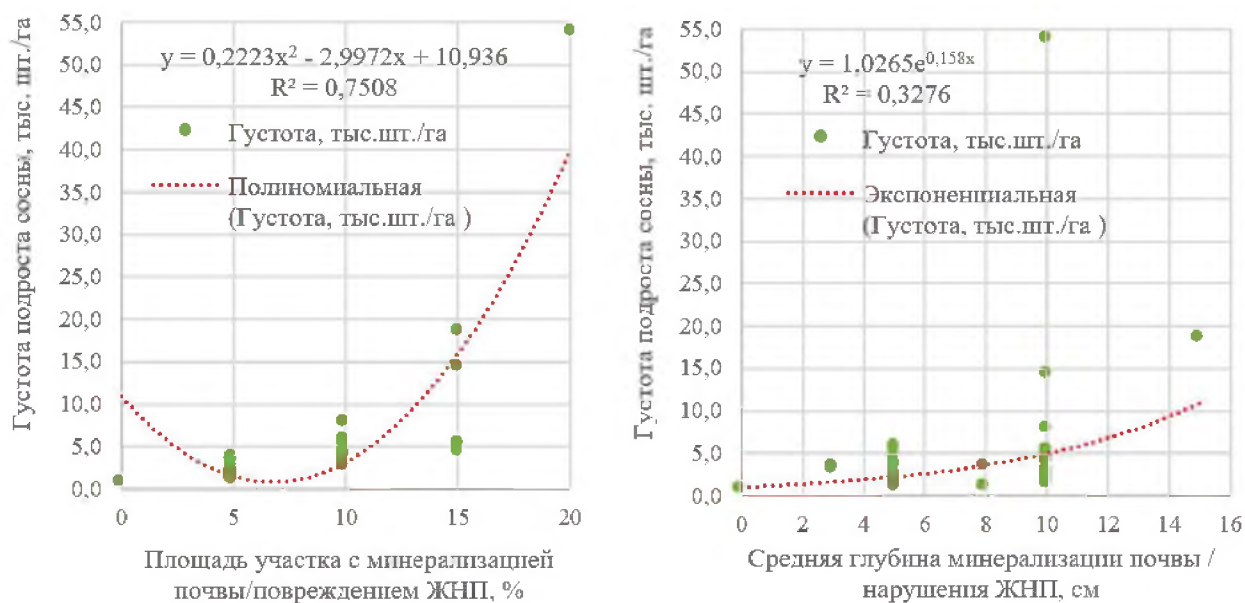 Густота подроста сосны, тыс. шт./га
55,0
50,0
45,0
40,0
35,0
30,0
25,0
20,0
15,0
10,0
5,0
0,0
y = 0,2223x² - 2,9972x + 10,936
R² = 0,7508
Густота, тыс.шт./га
Полиномиальная
(Густота, тыс.шт./га )
0 5 10 15 20
Площадь участка с минерализацией
почвы/повреждением ЖНП, %
Густота подроста сосны, тыс. шт./га
55,0
50,0
45,0
40,0
35,0
30,0
25,0
20,0
15,0
10,0
5,0
0,0
y = 1,0265e^0,158x
R² = 0,3276
Густота, тыс.шт./га
Экспоненциальная
(Густота, тыс.шт./га )
0 2 4 6 8 10 12 14 16
Средняя глубина минерализации почвы /
нарушения ЖНП, см